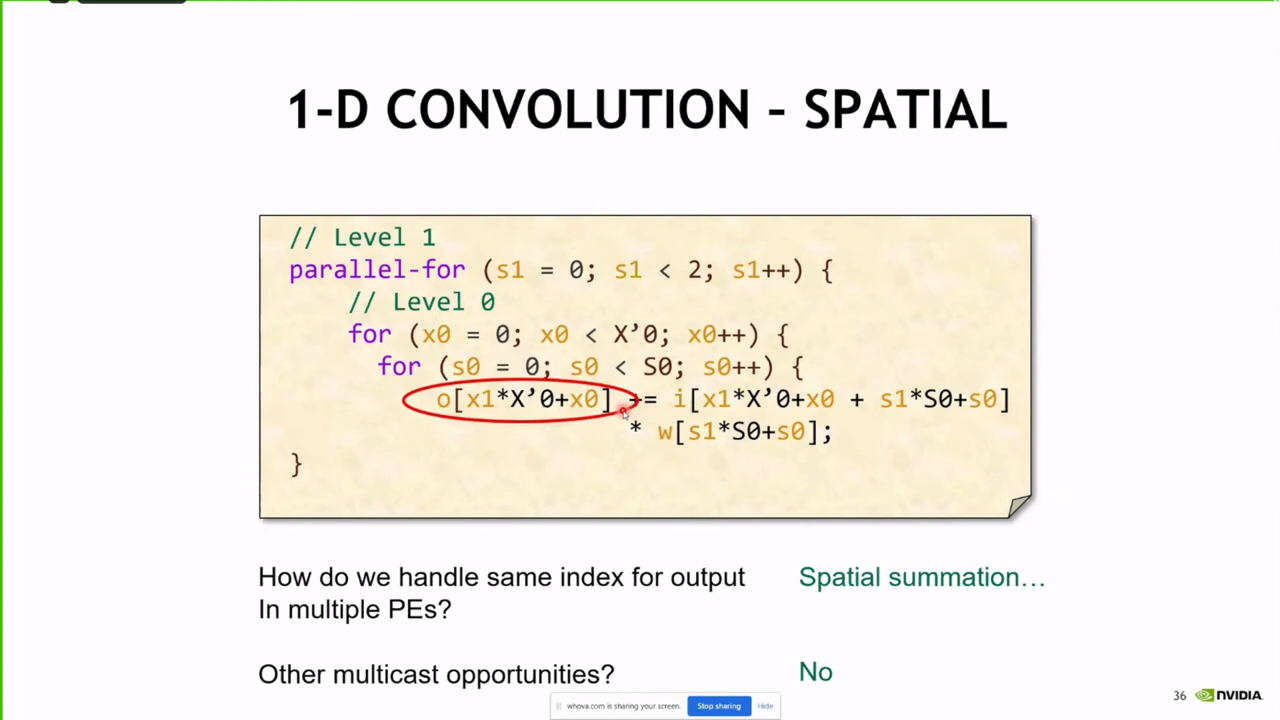 1-D CONVOLUTION – SPATIAL
// Level 1
parallel-for (s1 = 0; s1 < 2; s1++) {
// Level 0
for (x0 = 0; x0 < X’0; x0++) {
for (s0 = 0; s0 < S0; s0++) {
o[x1*X’0+x0] += i[x1*X’0+x0 + s1*S0+s0]
* w[s1*S0+s0];
}
How do we handle same index for output
In multiple PEs?
Spatial summation…
Other multicast opportunities?
No
whova.com is sharing your screen.
Stop sharing
Hide
36
NVIDIA.